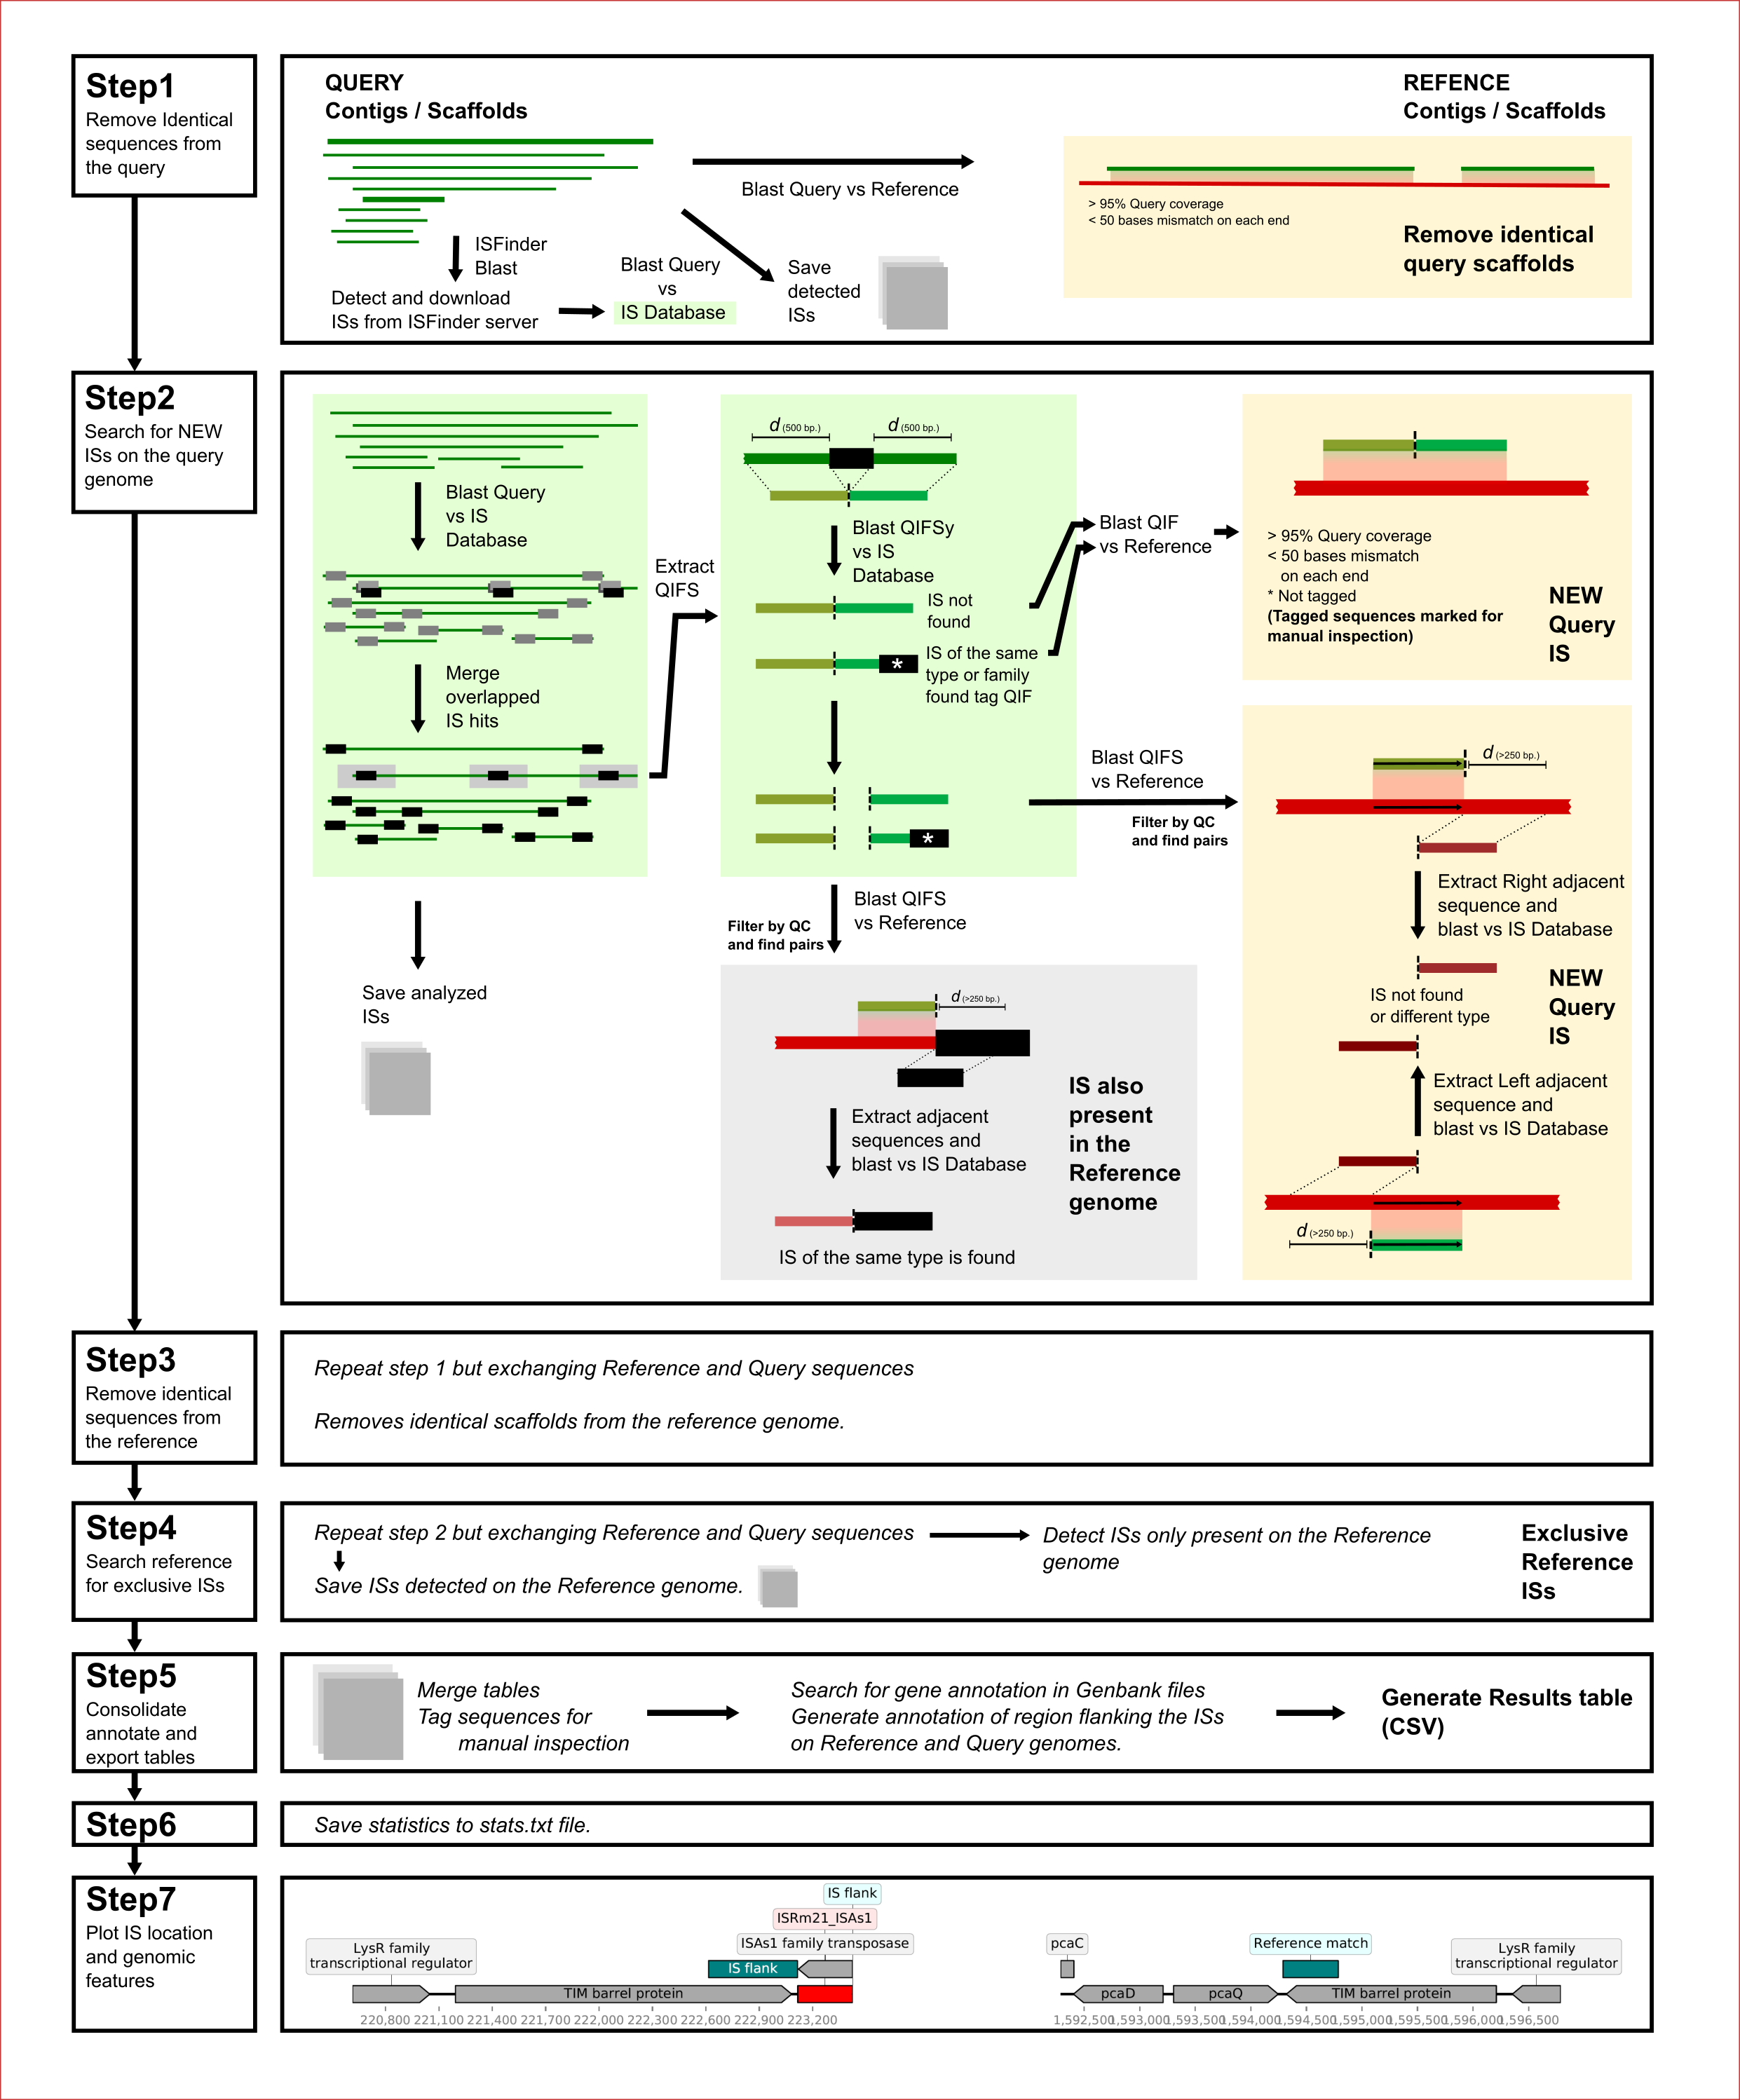 Step1
Remove Identical
sequences from
the query
QUERY
Contigs / Scaffolds
REFENCE
Contigs / Scaffolds
Blast Query vs Reference
> 95% Query coverage
< 50 bases mismatch on each end
Remove identical
query scaffolds
ISFinder
Blast
Detect and download
ISs from ISFinder server
Blast Query
vs
IS Database
Save
detected
ISs
Step2
Search for NEW
ISs on the query
genome
Blast Query
vs IS
Database
Merge
overlapped
IS hits
Save analyzed
ISs
Extract
QIFS
d (500 bp.)
d (500 bp.)
Blast QIFSy
vs IS
Database
IS not
found
*
IS of the same
type or family
found tag QIF
*
Blast QIF
vs Reference
> 95% Query coverage
< 50 bases mismatch
on each end
* Not tagged
(Tagged sequences marked for
manual inspection)
NEW
Query
IS
Blast QIFS
vs Reference
Filter by QC
and find pairs
Blast QIFS
vs Reference
Filter by QC
and find pairs
d (>250 bp.)
Extract adjacent
sequences and
blast vs IS Database
IS of the same type is found
IS also
present
in the
Reference
genome
d (>250 bp.)
Extract Right adjacent
sequence and
blast vs IS Database
IS not found
or different type
NEW
Query
IS
Extract Left adjacent
sequence and
blast vs IS Database
d (>250 bp.)
Step3
Remove identical
sequences from
the reference
Repeat step 1 but exchanging Reference and Query sequences
Removes identical scaffolds from the reference genome.
Step4
Search reference
for exclusive ISs
Repeat step 2 but exchanging Reference and Query sequences
Save ISs detected on the Reference genome.
Detect ISs only present on the Reference
genome
Exclusive
Reference
ISs
Step5
Consolidate
annotate and
export tables
Merge tables
Tag sequences for
manual inspection
Search for gene annotation in Genbank files
Generate annotation of region flanking the ISs
on Reference and Query genomes.
Generate Results table
(CSV)
Step6
Save statistics to stats.txt file.
Step7
Plot IS location
and genomic
features
IS flank
ISRm21_ISAs1
ISAs1 family transposase
LysR family
transcriptional regulator
IS flank
TIM barrel protein
220,800 221,100 221,400 221,700 222,000 222,300 222,600 222,900 223,200
pcaC
Reference match
LysR family
transcriptional regulator
pcaD
pcaQ
TIM barrel protein
1,592,500 1,593,000 1,593,500 1,594,000 1,594,500 1,595,000 1,595,500 1,596,000 1,596,500